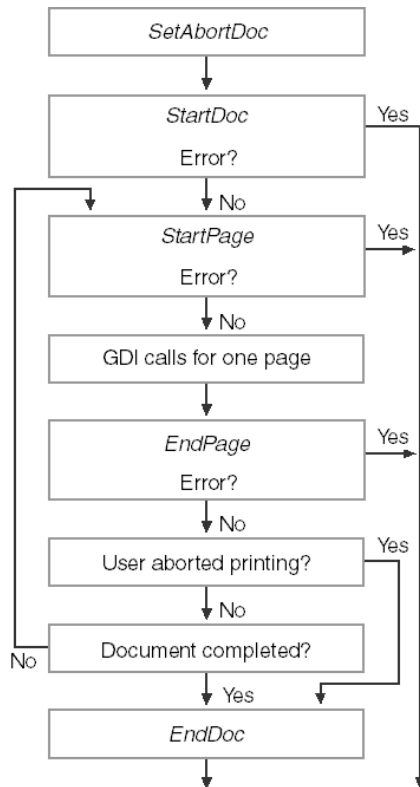 SetAbortDoc
StartDoc
Yes
Error?
No
StartPage
Yes
Error?
No
GDI calls for one page
EndPage
Yes
Error?
No
Yes
User aborted printing?
No
Document completed?
No
Yes
EndDoc